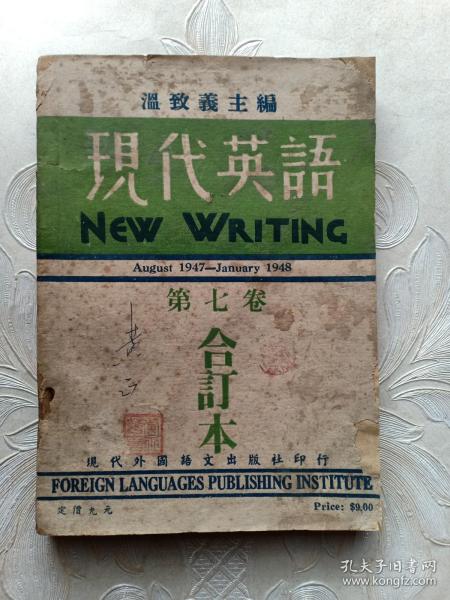 溫致義主編
現代英語
NEW WRITING
August 1947—January 1948
第七卷
合訂本
現代外國語文出版社印行
FOREIGN LANGUAGES PUBLISHING INSTITUTE
定價九元
Price: $9.00
孔夫子旧书网
www.kongfz.com